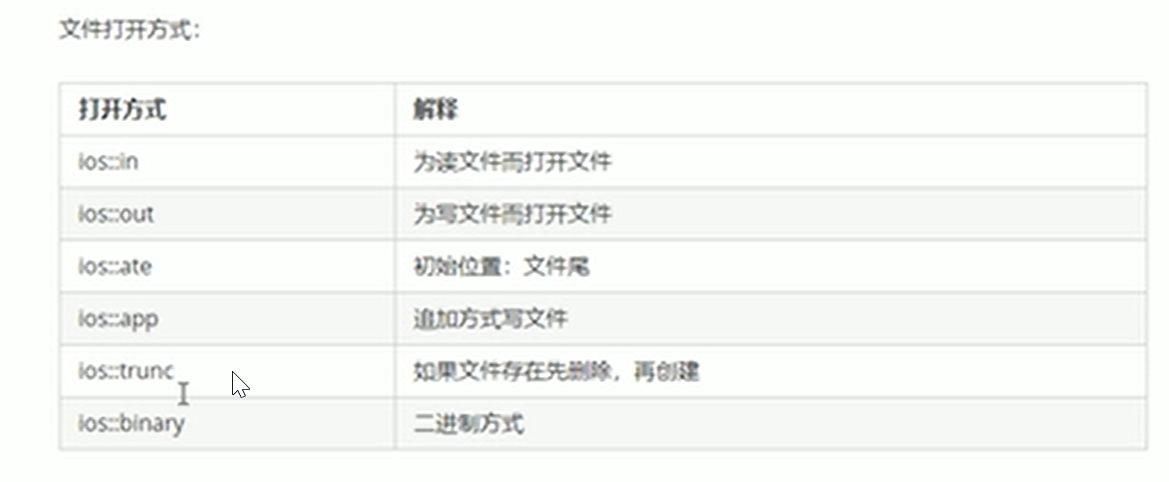 文件打开方式：
打开方式 解释
ios::in 为读文件而打开文件
ios::out 为写文件而打开文件
ios::ate 初始位置：文件尾
ios::app 追加方式写文件
ios::trunc 如果文件存在先删除，再创建
ios::binary 二进制方式